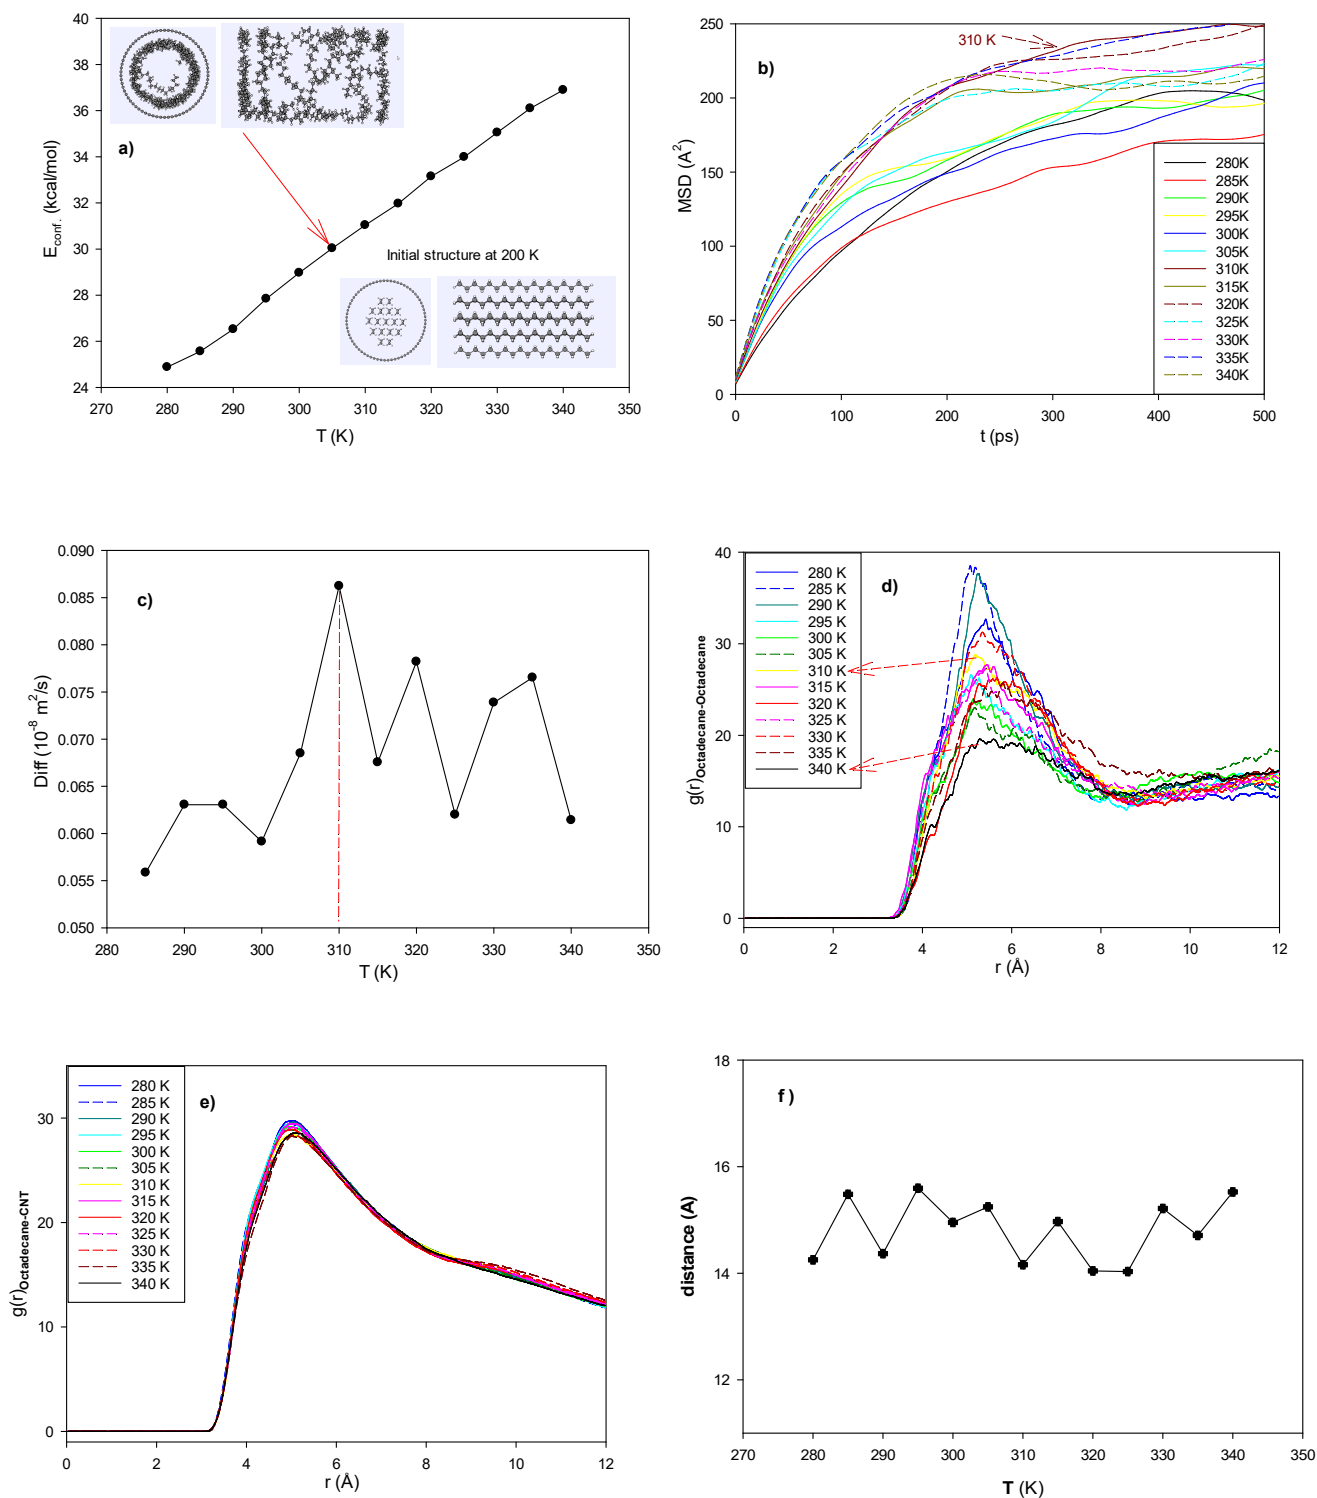 a)
E_conf. (kcal/mol)
40
38
36
34
32
30
28
26
24
Initial structure at 200 K
270 280 290 300 310 320 330 340 350
T (K)
b)
310 K
MSD (A²)
250
200
150
100
50
0
280K
285K
290K
295K
300K
305K
310K
315K
320K
325K
330K
335K
340K
0 100 200 300 400 500
t (ps)
c)
Diff (10⁻⁸ m²/s)
0.090
0.085
0.080
0.075
0.070
0.065
0.060
0.055
0.050
280 290 300 310 320 330 340 350
T (K)
d)
g(r)Octadecane-Octadecane
40
30
20
10
0
280 K
285 K
290 K
295 K
300 K
305 K
310 K
315 K
320 K
325 K
330 K
335 K
340 K
0 2 4 6 8 10 12
r (Å)
e)
g(r)Octadecane-CNT
30
20
10
0
280 K
285 K
290 K
295 K
300 K
305 K
310 K
315 K
320 K
325 K
330 K
335 K
340 K
0 2 4 6 8 10 12
r (Å)
f )
distance (A)
18
16
14
12
270 280 290 300 310 320 330 340 350
T (K)